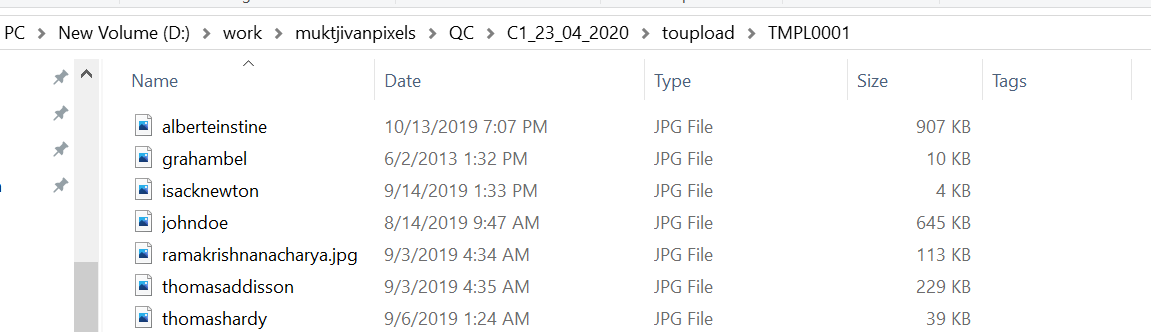 PC > New Volume (D:) > work > muktjivanpixels > QC > C1_23_04_2020 > toupload > TMPL0001
Name Date Type Size Tags
alberteinstine 10/13/2019 7:07 PM JPG File 907 KB
grahambel 6/2/2013 1:32 PM JPG File 10 KB
isacknewton 9/14/2019 1:33 PM JPG File 4 KB
johndoe 8/14/2019 9:47 AM JPG File 645 KB
ramakrishnanacharya.jpg 9/3/2019 4:34 AM JPG File 113 KB
thomasaddisson 9/3/2019 4:35 AM JPG File 229 KB
thomashardy 9/6/2019 1:24 AM JPG File 39 KB